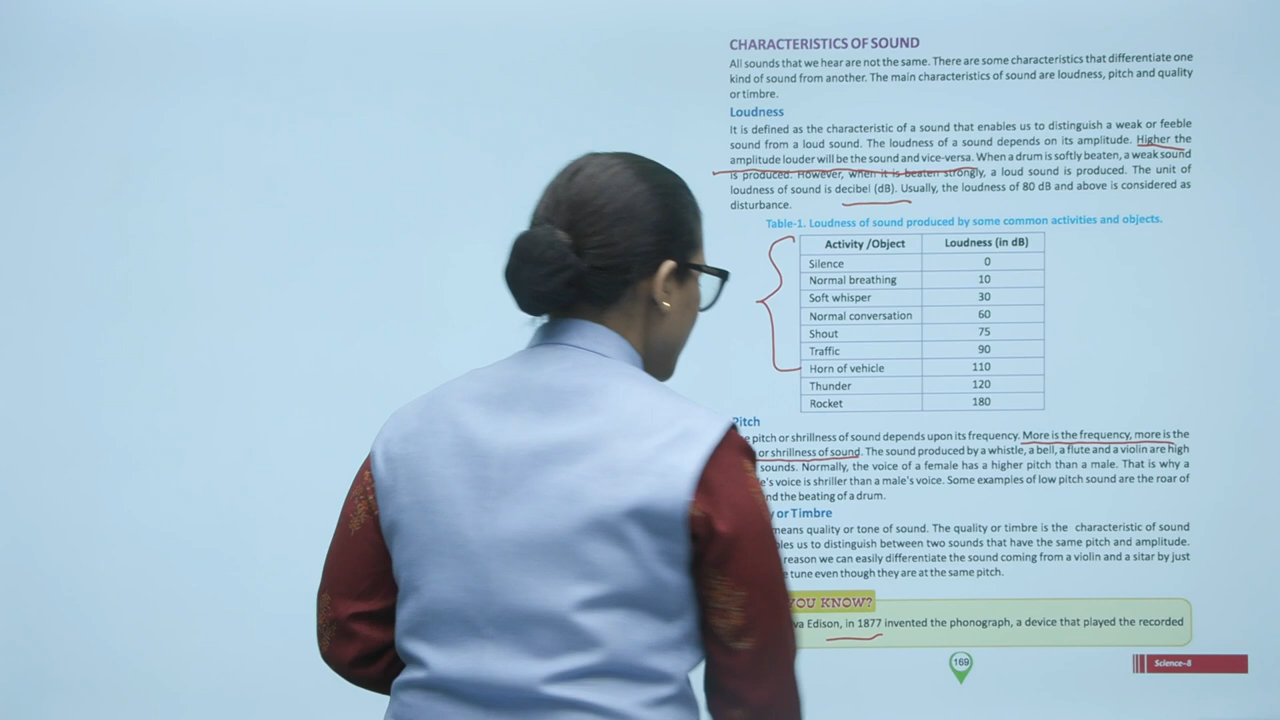 CHARACTERISTICS OF SOUND
All sounds that we hear are not the same. There are some characteristics that differentiate one
kind of sound from another. The main characteristics of sound are loudness, pitch and quality
or timbre.
Loudness
It is defined as the characteristic of a sound that enables us to distinguish a weak or feeble
sound from a loud sound. The loudness of a sound depends on its amplitude. Higher the
amplitude louder will be the sound and vice-versa. When a drum is softly beaten, a weak sound
is produced. However, when it is beaten strongly, a loud sound is produced. The unit of
loudness of sound is decibel (dB). Usually, the loudness of 80 dB and above is considered as
disturbance.
Table-1. Loudness of sound produced by some common activities and objects.
Activity /Object Loudness (in dB)
Silence 0
Normal breathing 10
Soft whisper 30
Normal conversation 60
Shout 75
Traffic 90
Horn of vehicle 110
Thunder 120
Rocket 180
Pitch
pitch or shrillness of sound depends upon its frequency. More is the frequency, more is the
or shrillness of sound. The sound produced by a whistle, a bell, a flute and a violin are high
sounds. Normally, the voice of a female has a higher pitch than a male. That is why a
voice is shriller than a male's voice. Some examples of low pitch sound are the roar of
the beating of a drum.
or Timbre
means quality or tone of sound. The quality or timbre is the characteristic of sound
us to distinguish between two sounds that have the same pitch and amplitude.
reason we can easily differentiate the sound coming from a violin and a sitar by just
tune even though they are at the same pitch.
YOU KNOW?
Edison, in 1877 invented the phonograph, a device that played the recorded
169
Science-8